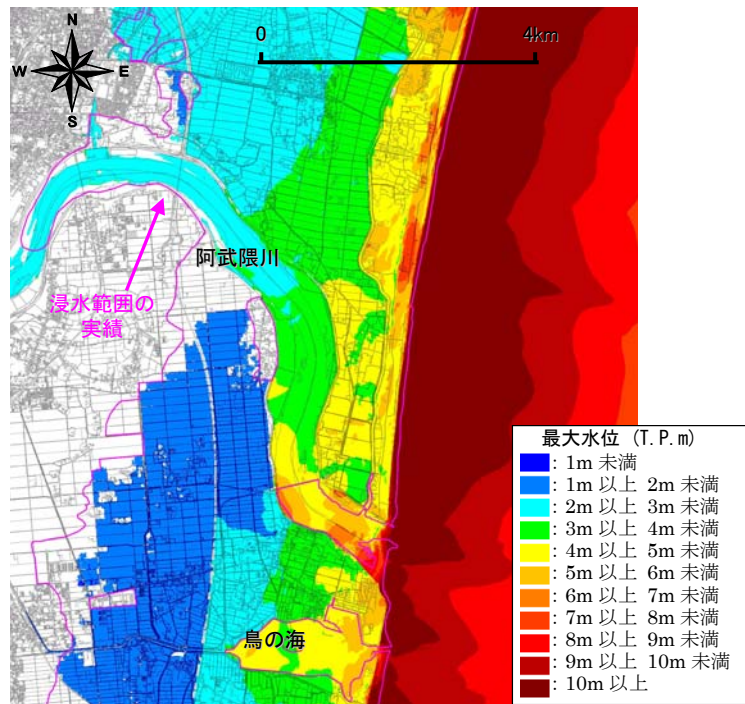 N
W E
S
0 4km
阿武隈川
浸水範囲の
実績
鳥の海
最大水位 (T.P.m)
: 1m 未満
: 1m 以上 2m 未満
: 2m 以上 3m 未満
: 3m 以上 4m 未満
: 4m 以上 5m 未満
: 5m 以上 6m 未満
: 6m 以上 7m 未満
: 7m 以上 8m 未満
: 8m 以上 9m 未満
: 9m 以上 10m 未満
: 10m 以上